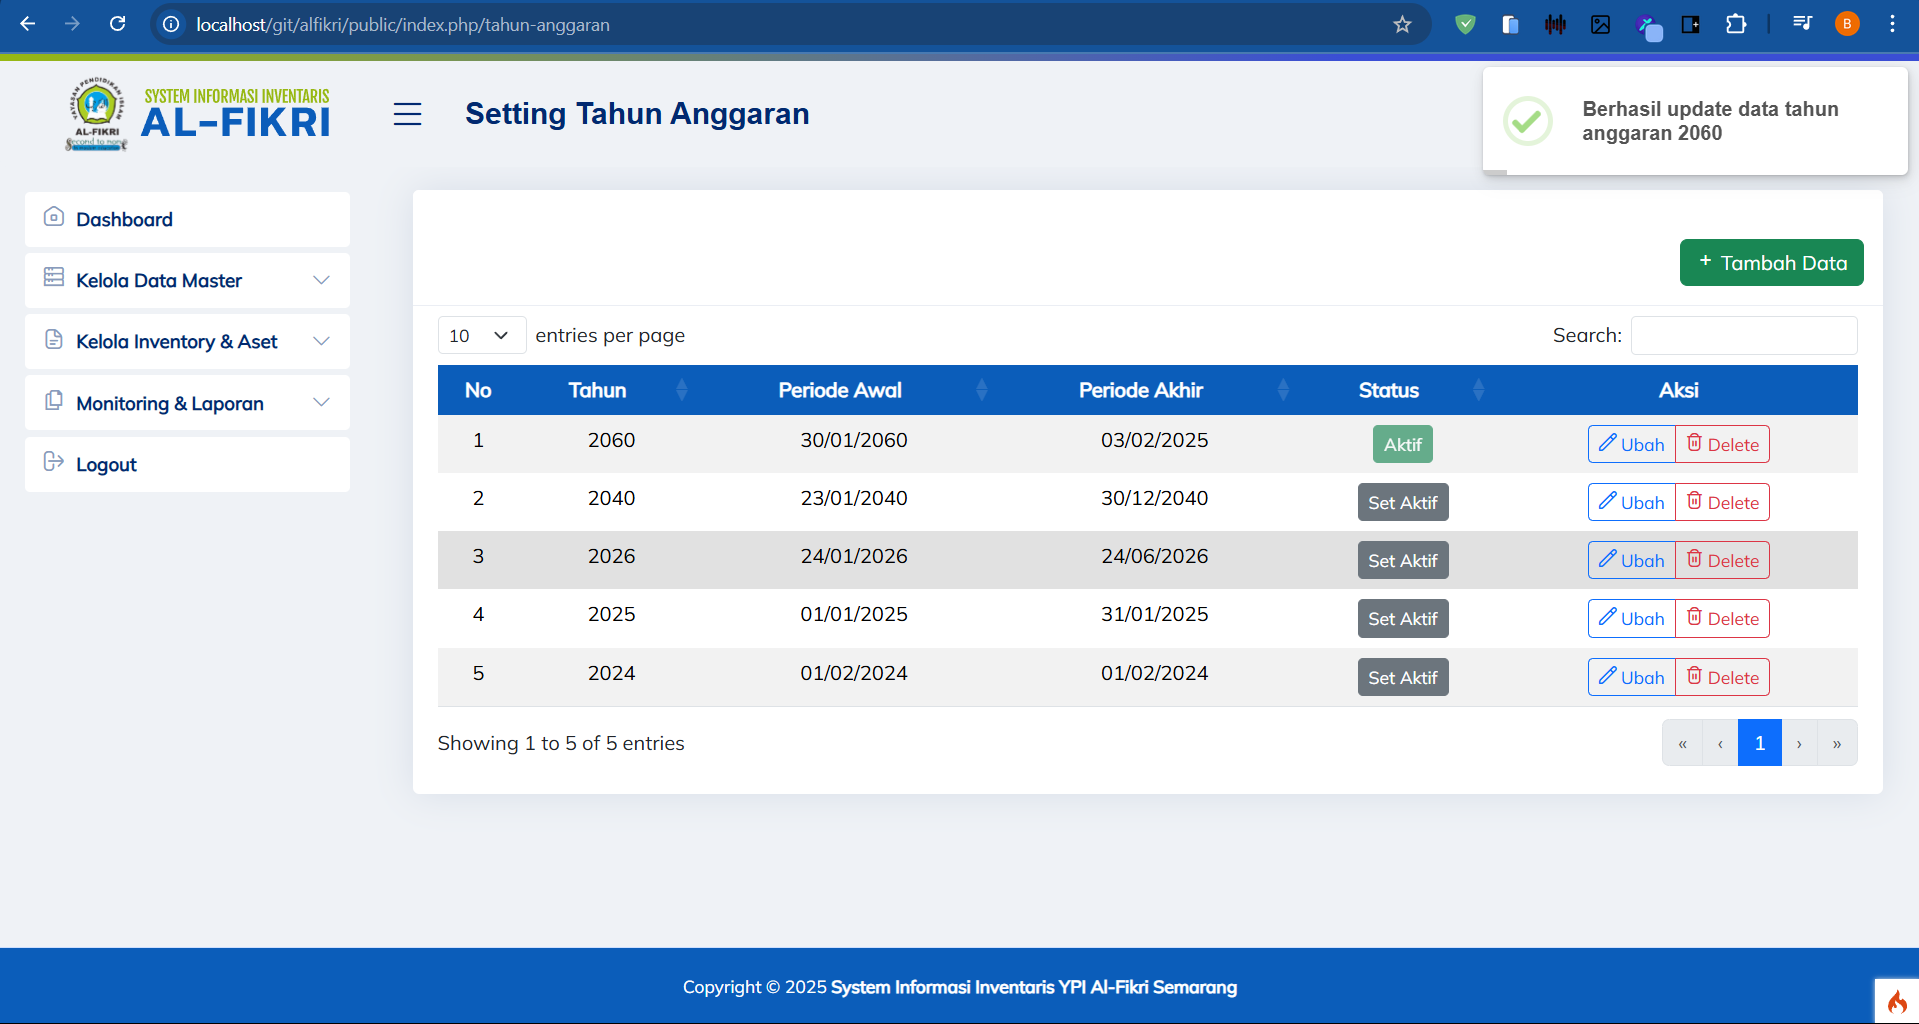 localhost/git/alfikri/public/index.php/tahun-anggaran
B
YAYASAN PENDIDIKAN ISLAM
AL-FIKRI
Second to none
SYSTEM INFORMASI INVENTARIS
AL-FIKRI
Setting Tahun Anggaran
Berhasil update data tahun
anggaran 2060
Dashboard
Kelola Data Master
Kelola Inventory & Aset
Monitoring & Laporan
Logout
+ Tambah Data
10 entries per page
Search:
No Tahun Periode Awal Periode Akhir Status Aksi
1 2060 30/01/2060 03/02/2025 Aktif Ubah Delete
2 2040 23/01/2040 30/12/2040 Set Aktif Ubah Delete
3 2026 24/01/2026 24/06/2026 Set Aktif Ubah Delete
4 2025 01/01/2025 31/01/2025 Set Aktif Ubah Delete
5 2024 01/02/2024 01/02/2024 Set Aktif Ubah Delete
Showing 1 to 5 of 5 entries
« ‹ 1 › »
Copyright © 2025 System Informasi Inventaris YPI Al-Fikri Semarang